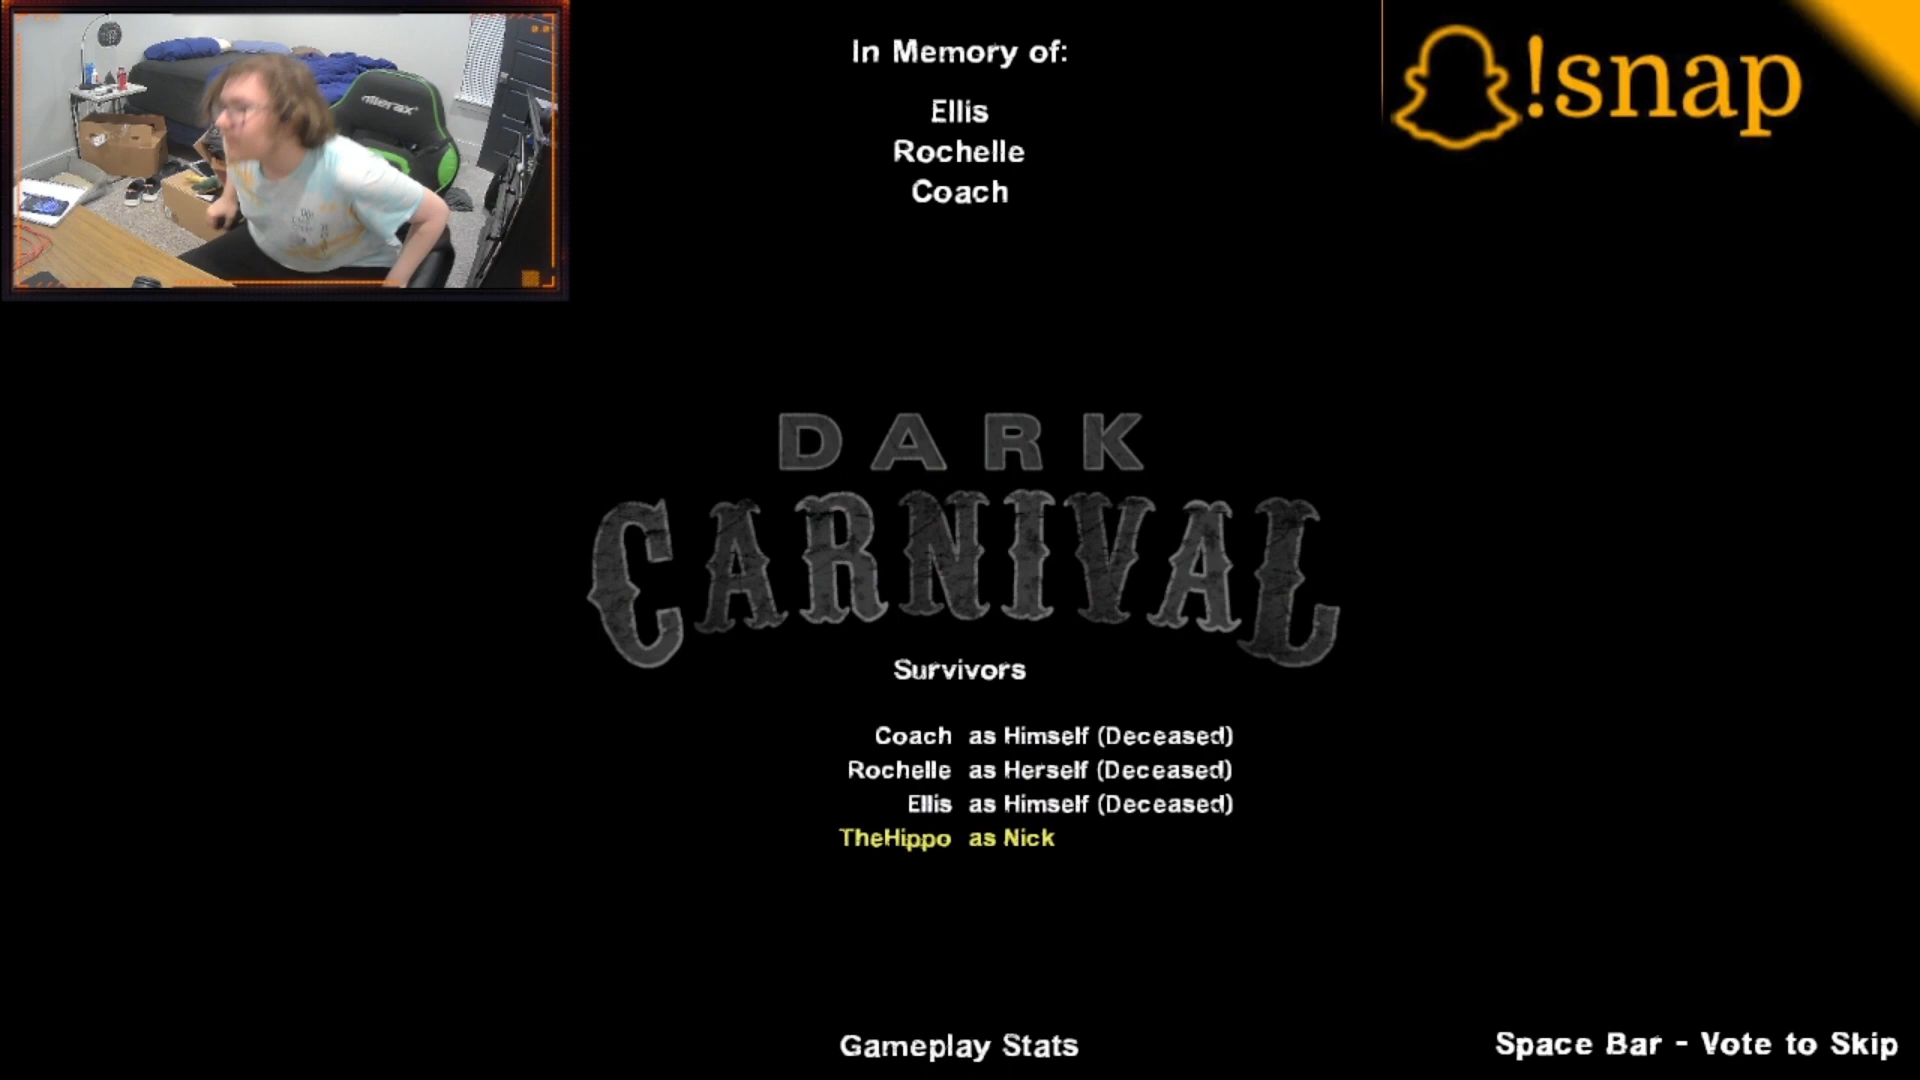 In Memory of:
Ellis
Rochelle
Coach
!snap
DARK
CARNIVAL
Survivors
Coach as Himself (Deceased)
Rochelle as Herself (Deceased)
Ellis as Himself (Deceased)
TheHippo as Nick
Gameplay Stats
Space Bar - Vote to Skip